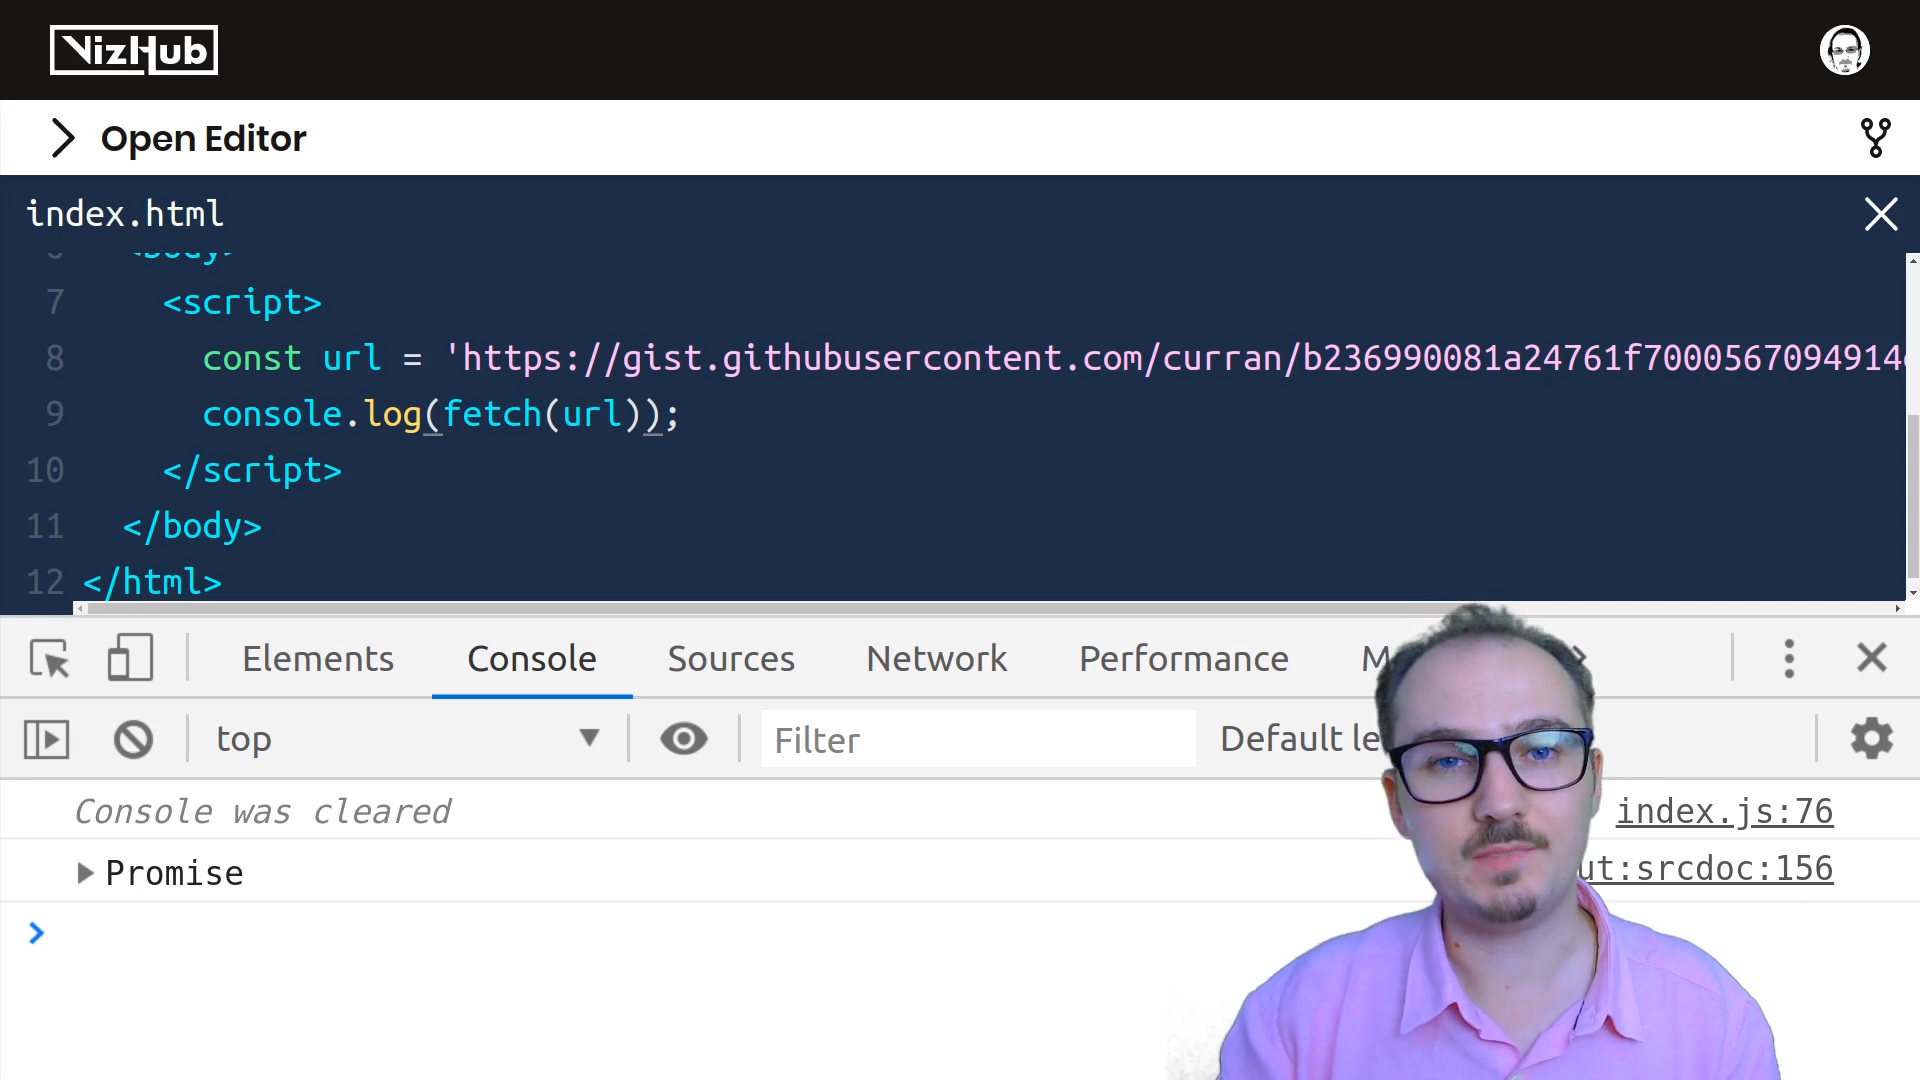 VizHub
Open Editor
index.html
6 <body>
7 <script>
8 const url = 'https://gist.githubusercontent.com/curran/b236990081a24761f7000567094914
9 console.log(fetch(url));
10 </script>
11 </body>
12 </html>
Elements Console Sources Network Performance M
top Filter Default le
Console was cleared index.js:76
Promise ut:srcdoc:156